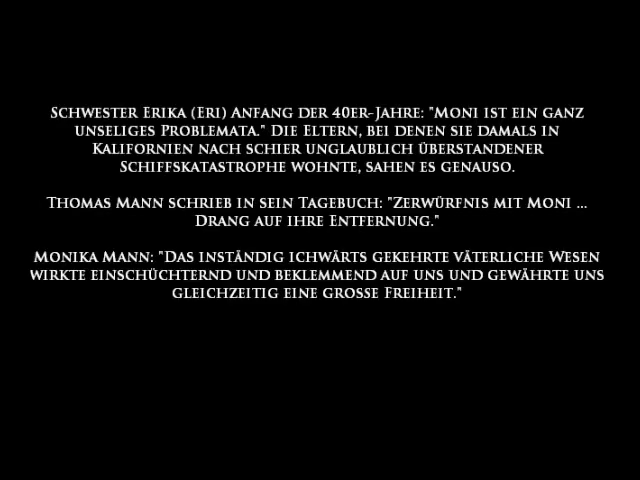 Schwester Erika (Eri) Anfang der 40er-Jahre: "Moni ist ein ganz
unseliges Problemata." Die Eltern, bei denen sie damals in
Kalifornien nach schier unglaublich überstandener
Schiffskatastrophe wohnte, sahen es genauso.
Thomas Mann schrieb in sein Tagebuch: "Zerwürfnis mit Moni ...
Drang auf ihre Entfernung."
Monika Mann: "Das inständig ichwärts gekehrte väterliche Wesen
wirkte einschüchternd und beklemmend auf uns und gewährte uns
gleichzeitig eine grosse Freiheit."